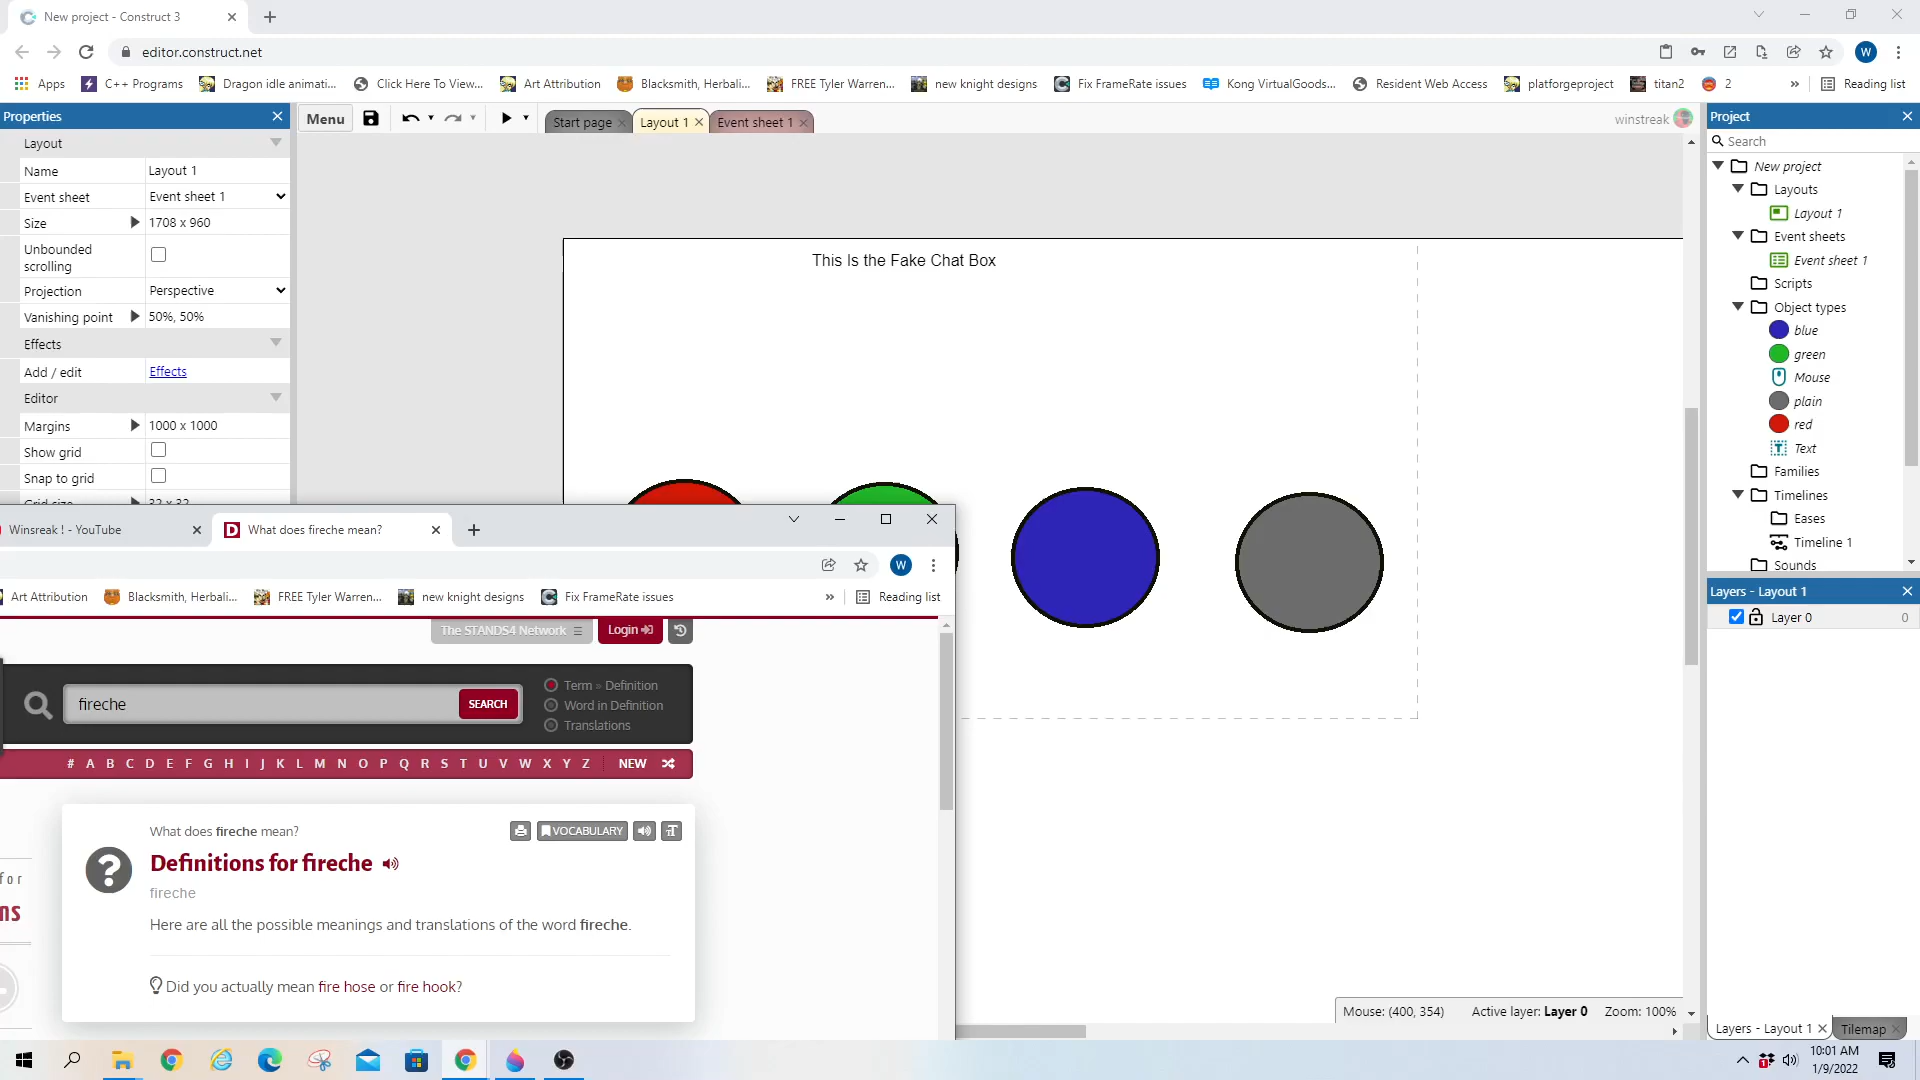 New project - Construct 3
editor.construct.net
W
Apps
C++ Programs
Dragon idle animati...
Click Here To View...
Art Attribution
Blacksmith, Herbali...
FREE Tyler Warren...
new knight designs
Fix FrameRate issues
Kong VirtualGoods...
Resident Web Access
platforgeproject
titan2
2
»
Reading list
Properties
Menu
Start page
Layout 1
Event sheet 1
winstreak
Project
Layout
Name
Layout 1
Event sheet
Event sheet 1
Size
1708 x 960
Unbounded
scrolling
Projection
Perspective
Vanishing point
50%, 50%
Effects
Add / edit
Effects
Editor
Margins
1000 x 1000
Show grid
Snap to grid
Grid size
32 x 32
This Is the Fake Chat Box
Search
New project
Layouts
Layout 1
Event sheets
Event sheet 1
Scripts
Object types
blue
green
Mouse
plain
red
Text
Families
Timelines
Eases
Timeline 1
Sounds
Layers - Layout 1
Layer 0
0
Winsreak ! - YouTube
What does fireche mean?
W
Art Attribution
Blacksmith, Herbali...
FREE Tyler Warren...
new knight designs
Fix FrameRate issues
»
Reading list
The STANDS4 Network
Login
fireche
SEARCH
Term » Definition
Word in Definition
Translations
# A B C D E F G H I J K L M N O P Q R S T U V W X Y Z
NEW
for
ns
What does fireche mean?
VOCABULARY
Definitions for fireche
fireche
Here are all the possible meanings and translations of the word fireche.
Did you actually mean fire hose or fire hook?
Mouse: (400, 354)
Active layer: Layer 0
Zoom: 100%
Layers - Layout 1
Tilemap
10:01 AM
1/9/2022